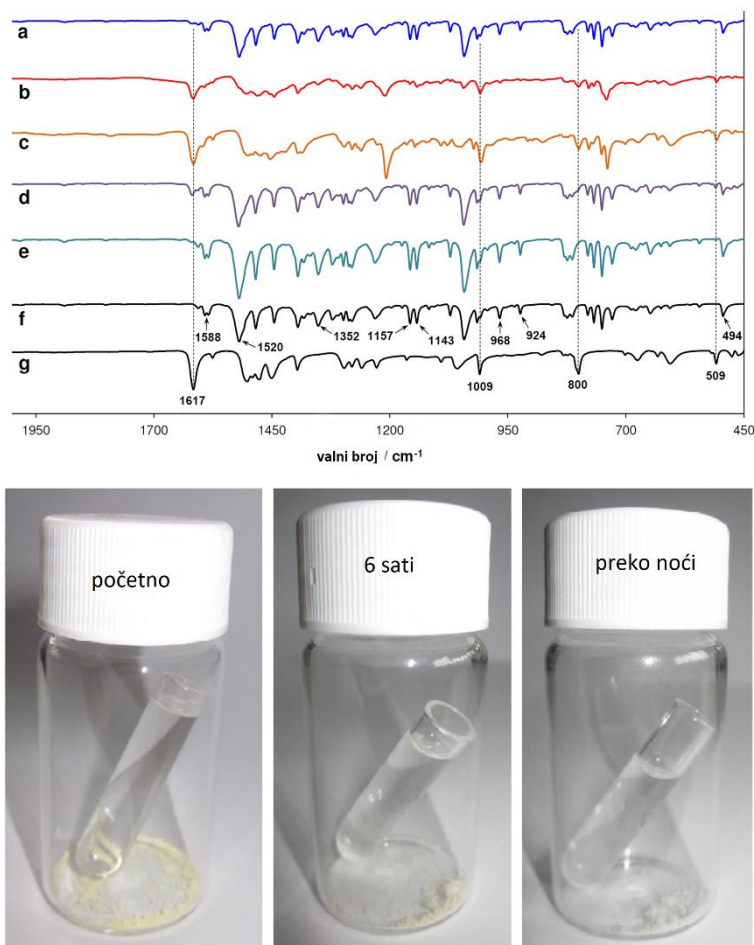 a
b
c
d
e
f
1588
1520
1352
1157
1143
968
924
494
g
1617
1009
800
509
1950 1700 1450 1200 950 700 450
valni broj / cm⁻¹
početno
6 sati
preko noći